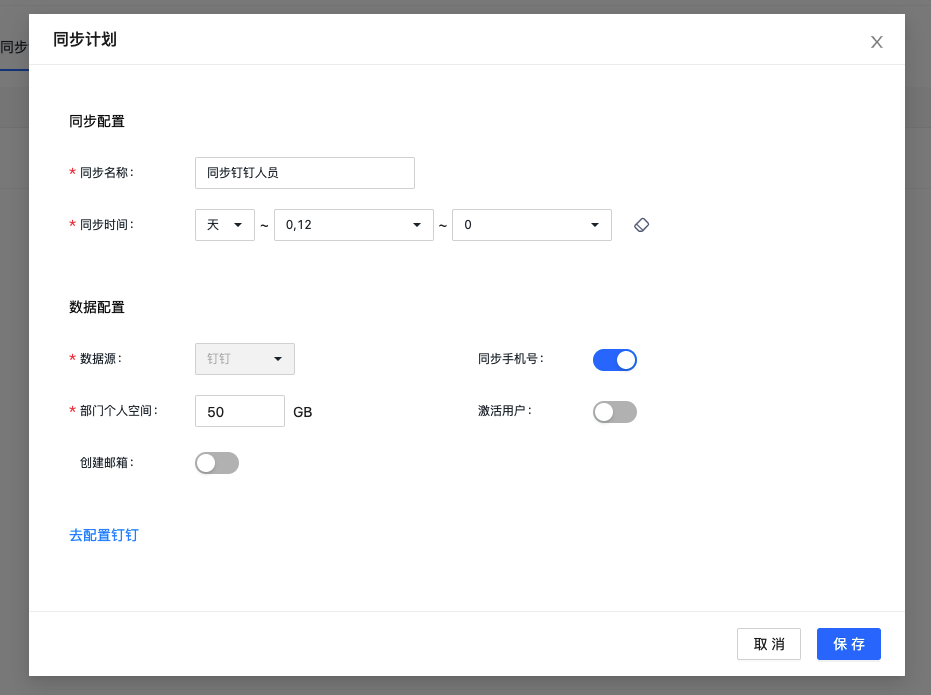 同步计划
X
同步
同步配置
* 同步名称： 同步钉钉人员
* 同步时间： 天 ~ 0,12 ~ 0
数据配置
* 数据源： 钉钉 同步手机号：
* 部门个人空间： 50 GB 激活用户：
创建邮箱：
去配置钉钉
取 消 保 存